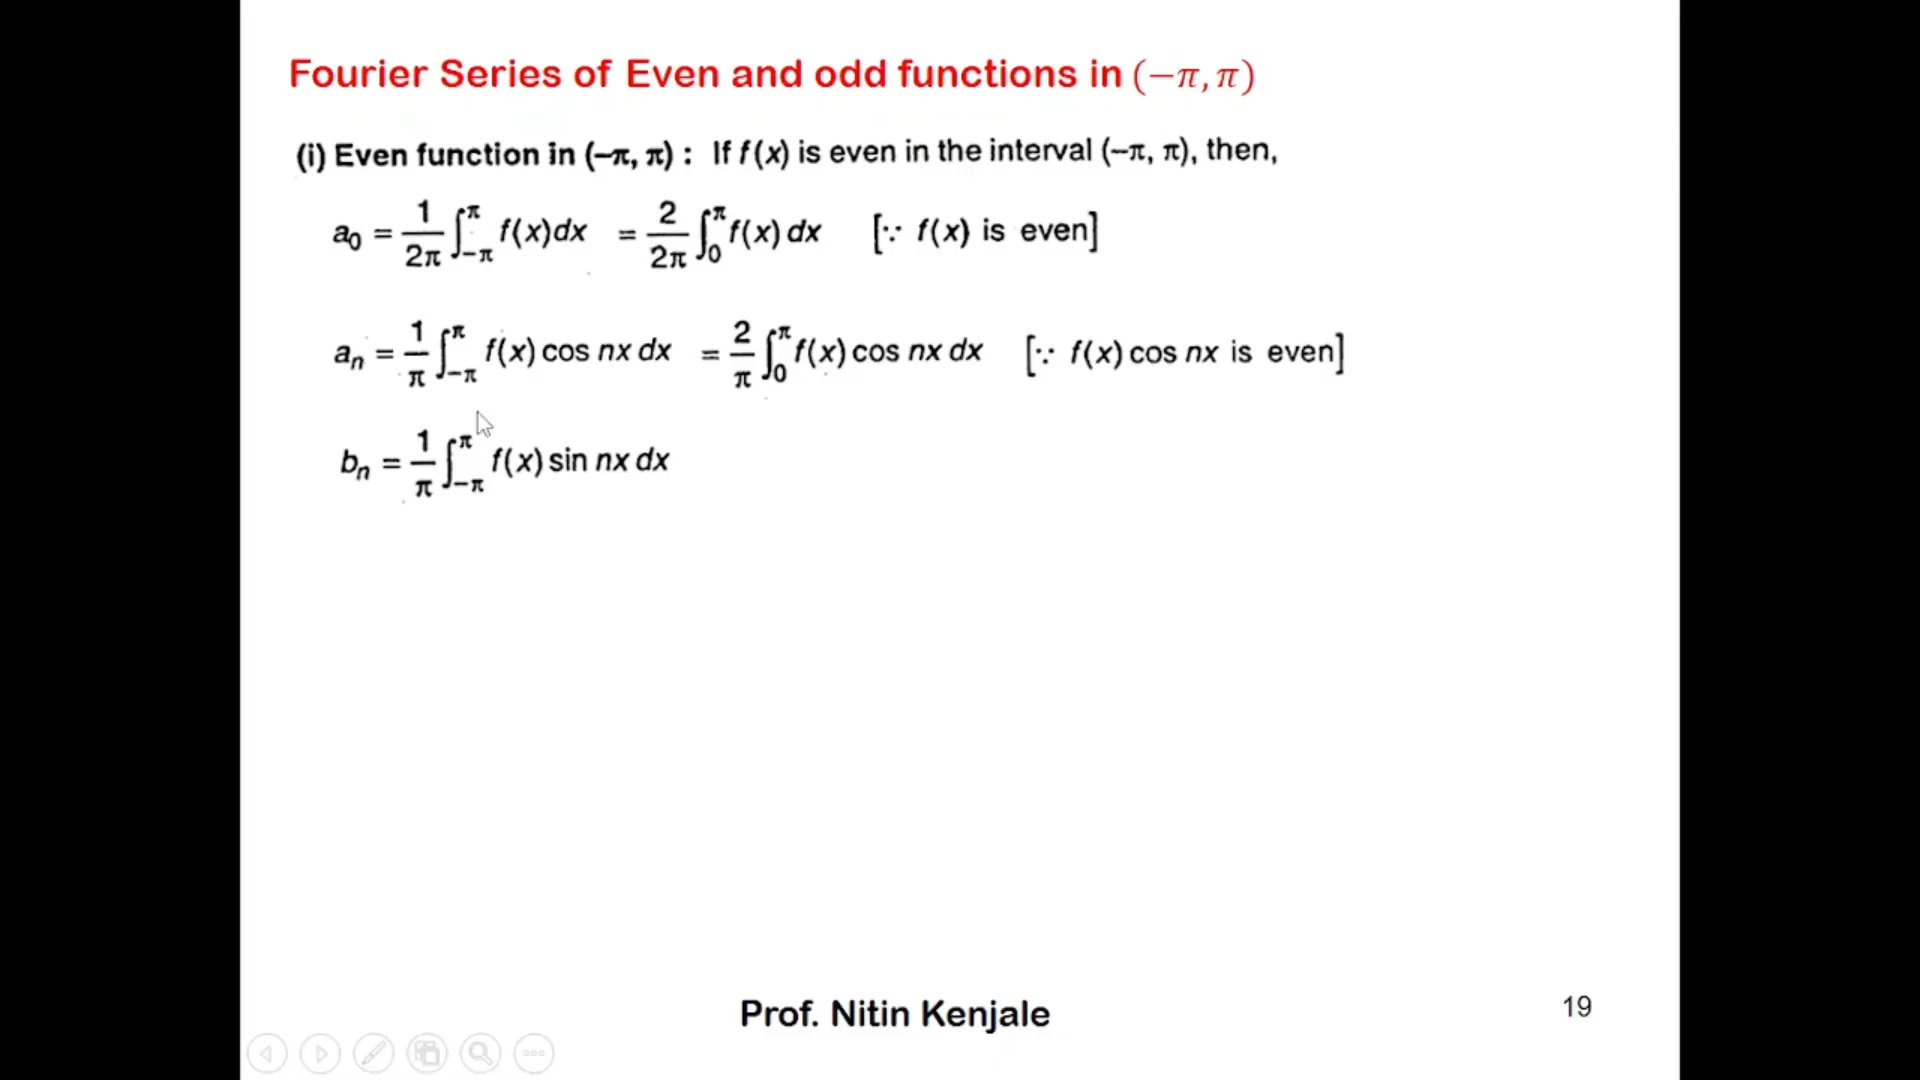 Fourier Series of Even and odd functions in (−π, π)
(i) Even function in (–π, π) : If f(x) is even in the interval (–π, π), then,
a₀ = 1/2π ∫_{–π}^{π} f(x)dx = 2/2π ∫_0^π f(x) dx [∵ f(x) is even]
aₙ = 1/π ∫_{–π}^{π} f(x) cos nx dx = 2/π ∫_0^π f(x) cos nx dx [∵ f(x) cos nx is even]
bₙ = 1/π ∫_{–π}^{π} f(x) sin nx dx
Prof. Nitin Kenjale
19